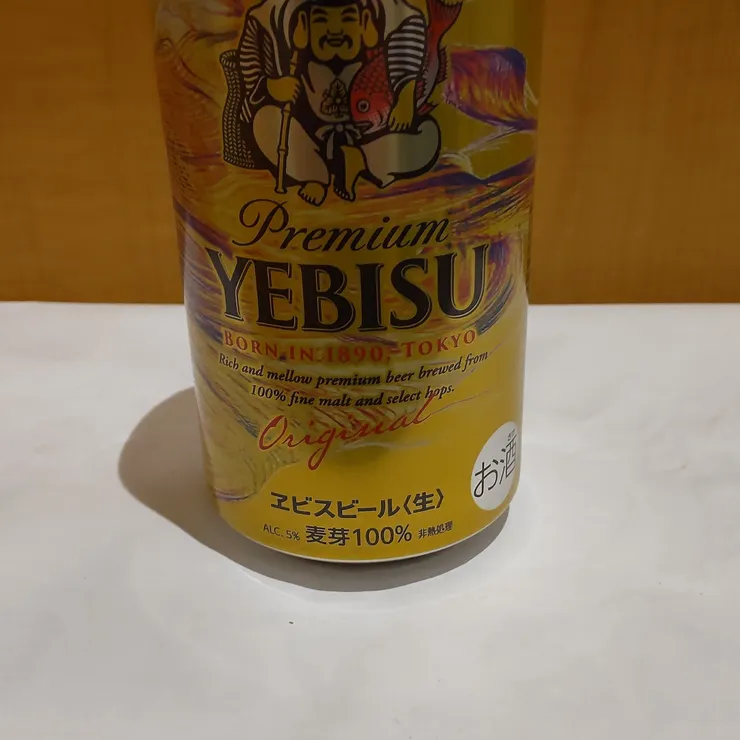 Premium
YEBISU
BORN IN 1890, TOKYO
Rich and mellow premium beer brewed from
100% fine malt and select hops.
Original
お酒
ヱビスビール〈生〉
ALC. 5% 麦芽100% 非熱処理